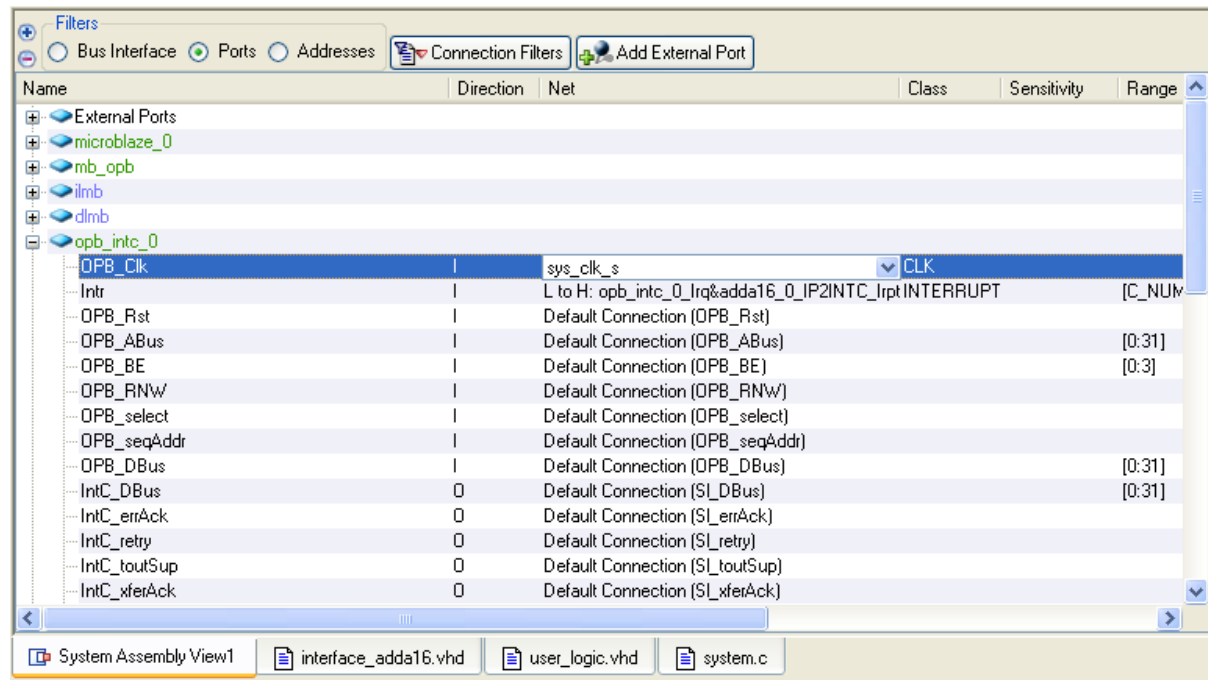 Filters
Bus Interface Ports Addresses Connection Filters Add External Port
Name Direction Net Class Sensitivity Range
External Ports
microblaze_0
mb_opb
ilmb
dlmb
opb_intc_0
OPB_Clk I sys_clk_s CLK
Intr I L to H: opb_intc_0_Irq&adda16_0_IP2INTC_Irpt INTERRUPT [C_NUM
OPB_Rst I Default Connection (OPB_Rst)
OPB_ABus I Default Connection (OPB_ABus) [0:31]
OPB_BE I Default Connection (OPB_BE) [0:3]
OPB_RNW I Default Connection (OPB_RNW)
OPB_select I Default Connection (OPB_select)
OPB_seqAddr I Default Connection (OPB_seqAddr)
OPB_DBus I Default Connection (OPB_DBus) [0:31]
IntC_DBus O Default Connection (Sl_DBus) [0:31]
IntC_errAck O Default Connection (Sl_errAck)
IntC_retry O Default Connection (Sl_retry)
IntC_toutSup O Default Connection (Sl_toutSup)
IntC_xferAck O Default Connection (Sl_xferAck)
System Assembly View1 interface_adda16.vhd user_logic.vhd system.c